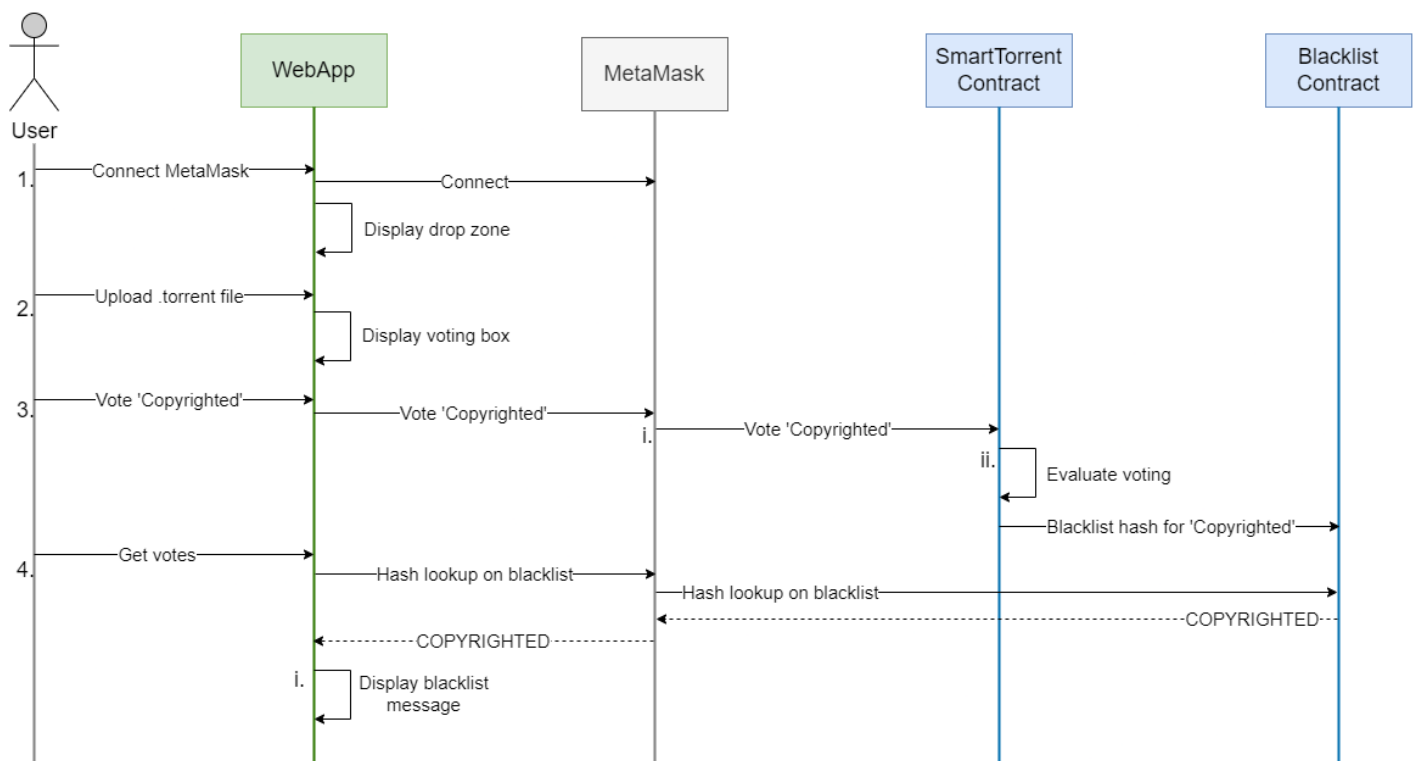 User
WebApp
MetaMask
SmartTorrent
Contract
Blacklist
Contract
1.
Connect MetaMask
Connect
Display drop zone
2.
Upload .torrent file
Display voting box
3.
Vote 'Copyrighted'
Vote 'Copyrighted'
i.
Vote 'Copyrighted'
ii.
Evaluate voting
Blacklist hash for 'Copyrighted'
4.
Get votes
Hash lookup on blacklist
Hash lookup on blacklist
COPYRIGHTED
COPYRIGHTED
i.
Display blacklist
message